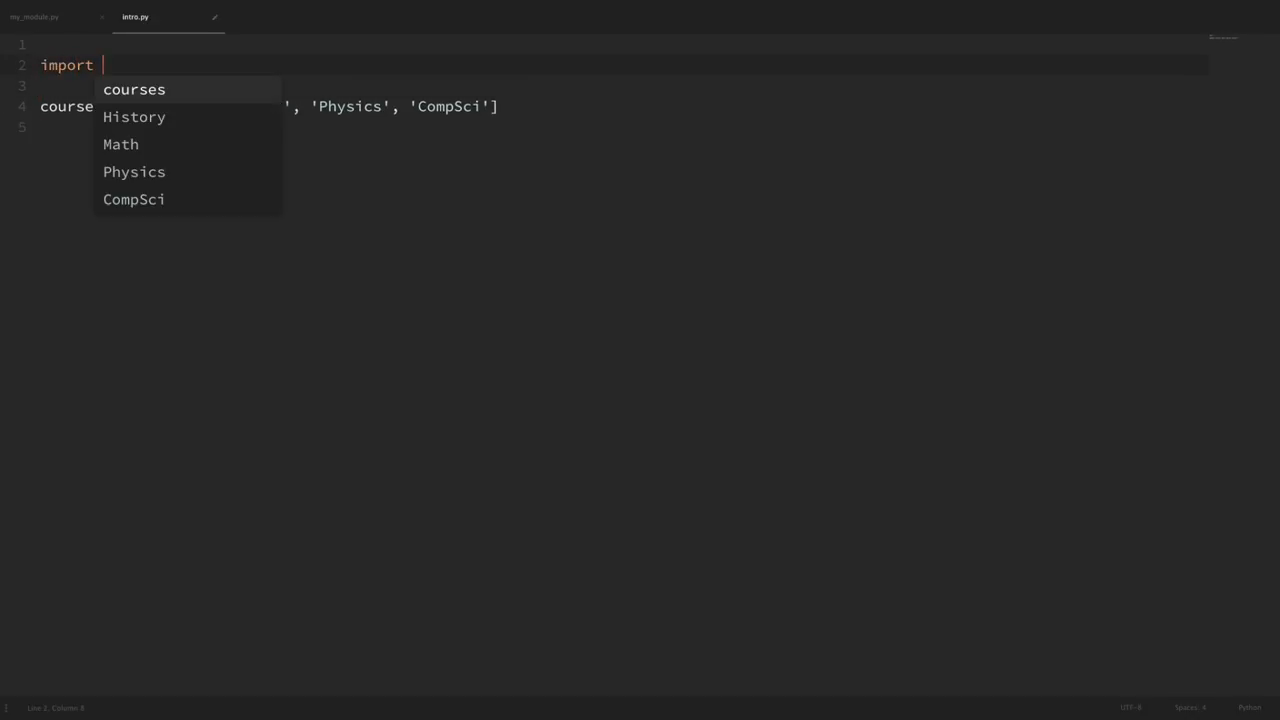 my_module.py
intro.py
1
2 import
3
courses
4 course ', 'Physics', 'CompSci']
History
5
Math
Physics
CompSci
Line 2, Column 8
UTF-8
Spaces: 4
Python